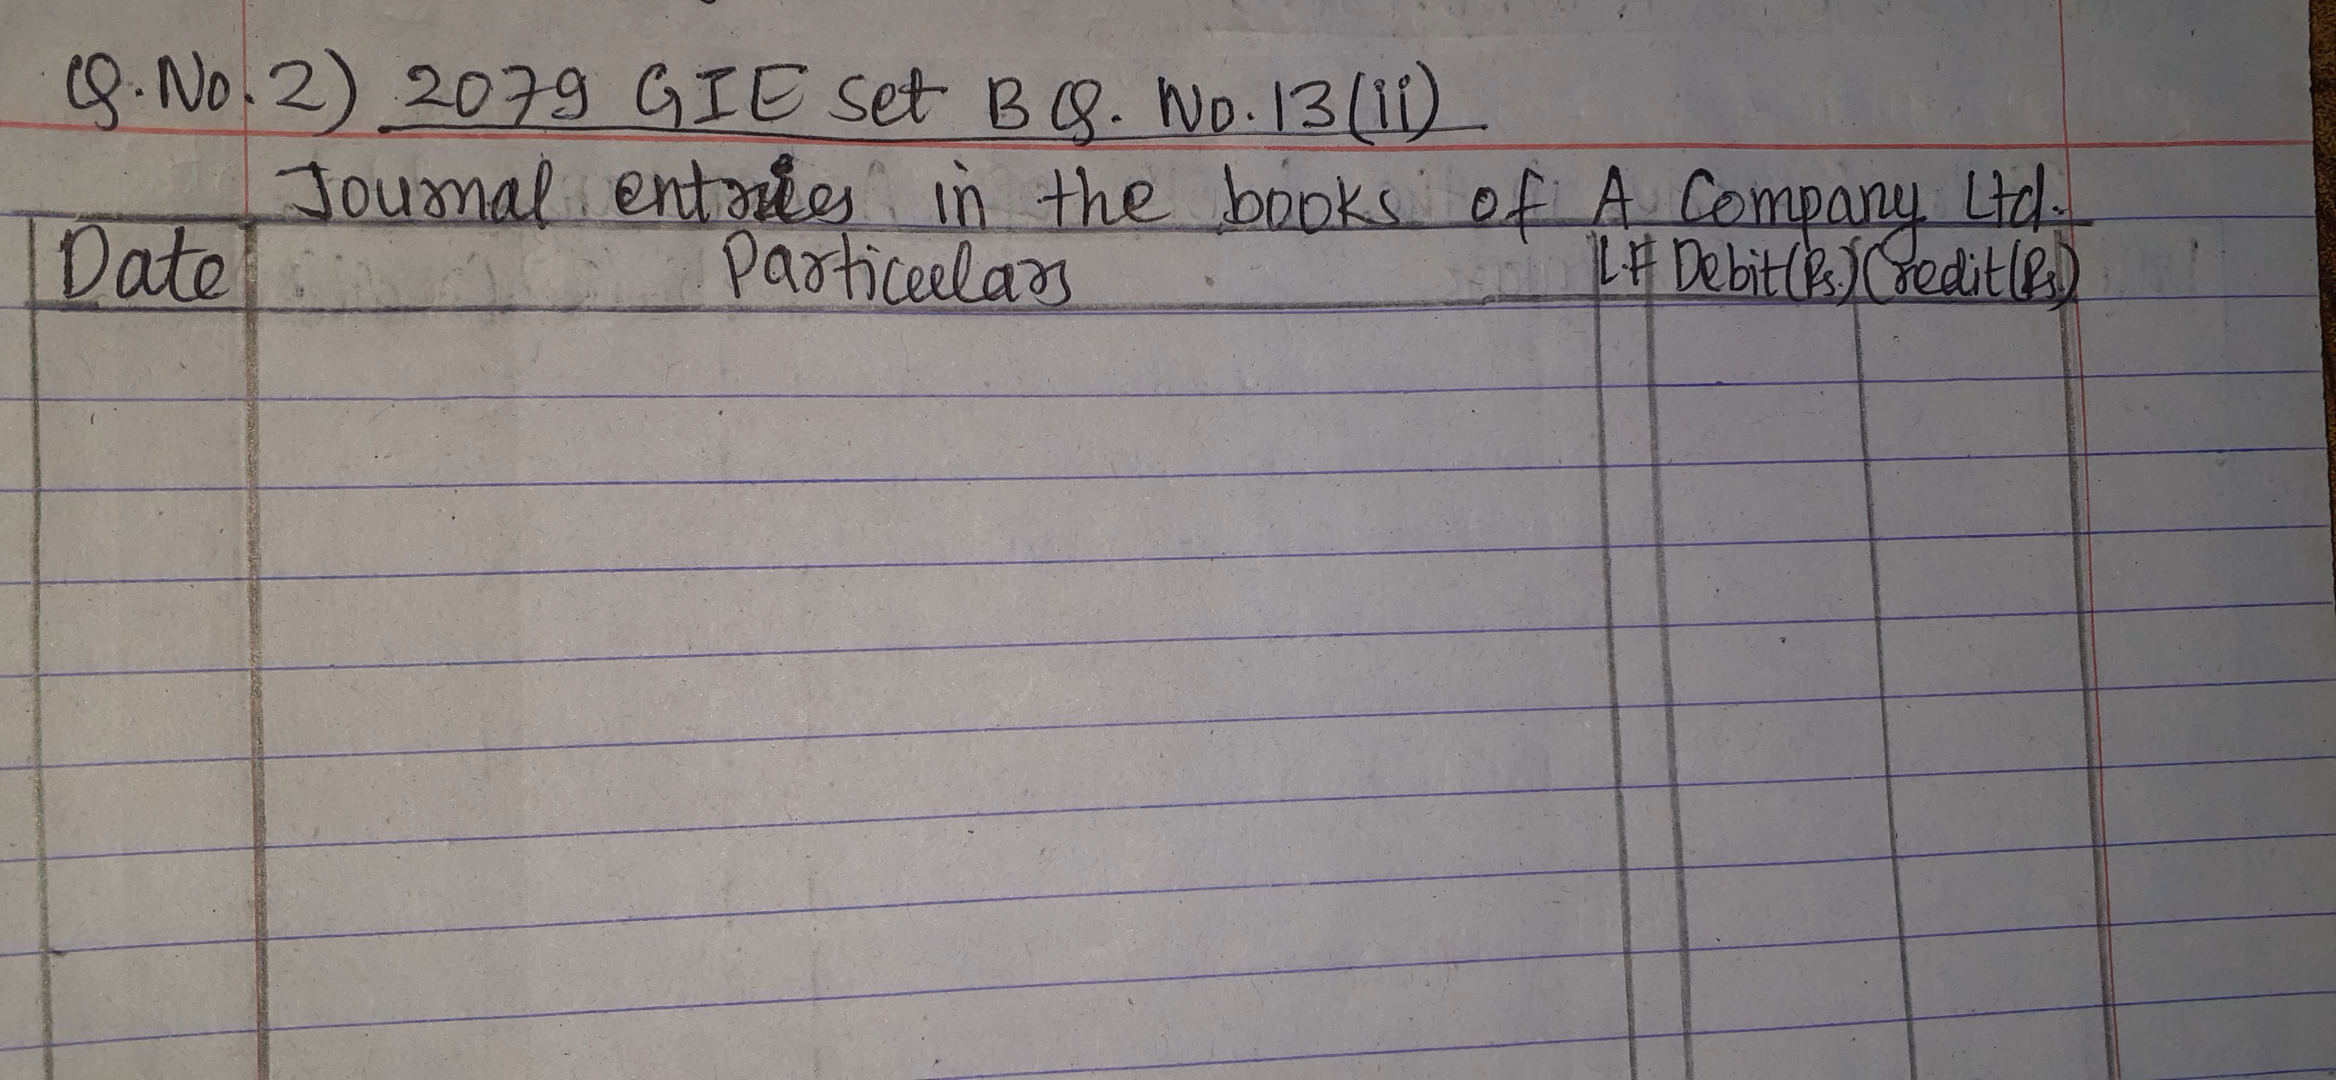 Q.No.2) 2079 GIE Set B Q. No.13(ii)
Journal entries in the books of A Company Ltd.
Date Particulars L.F Debit(Rs.) Credit(Rs.)